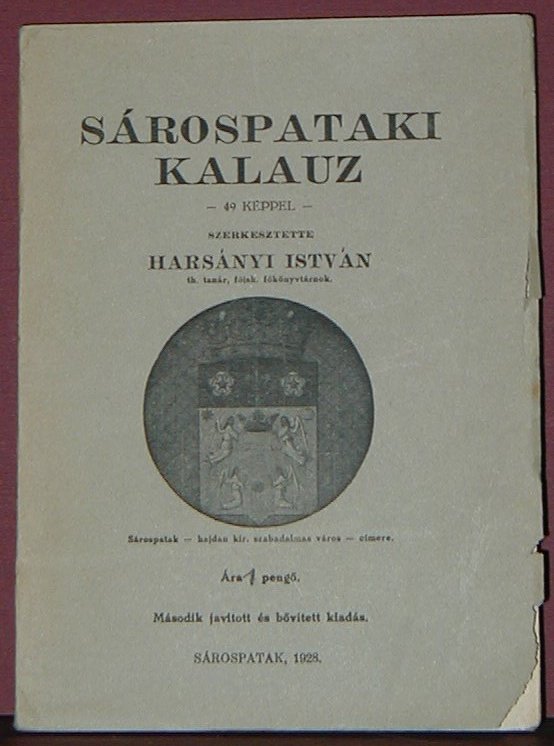 SÁROSPATAKI
KALAUZ
– 49 KÉPPEL –
SZERKESZTETTE
HARSÁNYI ISTVÁN
th. tanár, főisk. főkönyvtárnok.
Sárospatak — hajdan kir. szabadalmas város — címere.
Ára 1 pengő.
Második javított és bővített kiadás.
SÁROSPATAK, 1928.